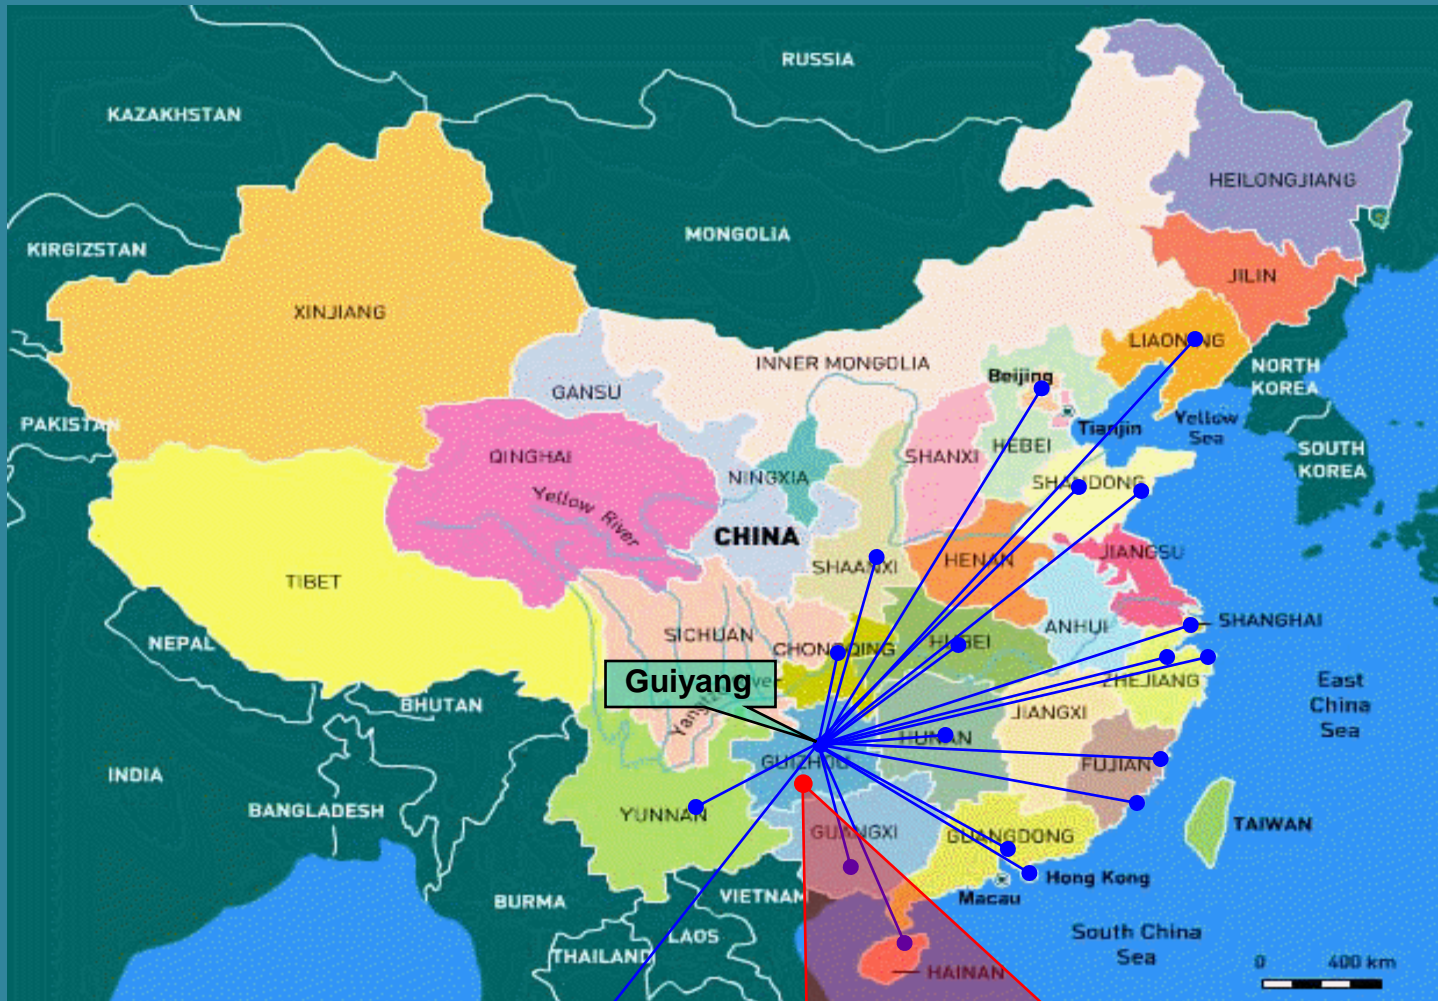 RUSSIA
KAZAKHSTAN
HEILONGJIANG
MONGOLIA
KIRGIZSTAN
JILIN
XINJIANG
LIAONING
INNER MONGOLIA
NORTH
KOREA
Beijing
GANSU
PAKISTAN
Tianjin
Yellow
Sea
HEBEI
SHANXI
QINGHAI
SOUTH
KOREA
NINGXIA
SHANDONG
Yellow River
CHINA
JIANGSU
HENAN
SHAANXI
TIBET
SHANGHAI
ANHUI
SICHUAN
HUBEI
NEPAL
CHONGQING
Guiyang
ZHEJIANG
East
China
Sea
BHUTAN
JIANGXI
HUNAN
GUIZHOU
FUJIAN
INDIA
BANGLADESH
YUNNAN
TAIWAN
GUANGXI
GUANGDONG
Hong Kong
BURMA
VIETNAM
Macau
LAOS
South China
Sea
THAILAND
HAINAN
0 400 km